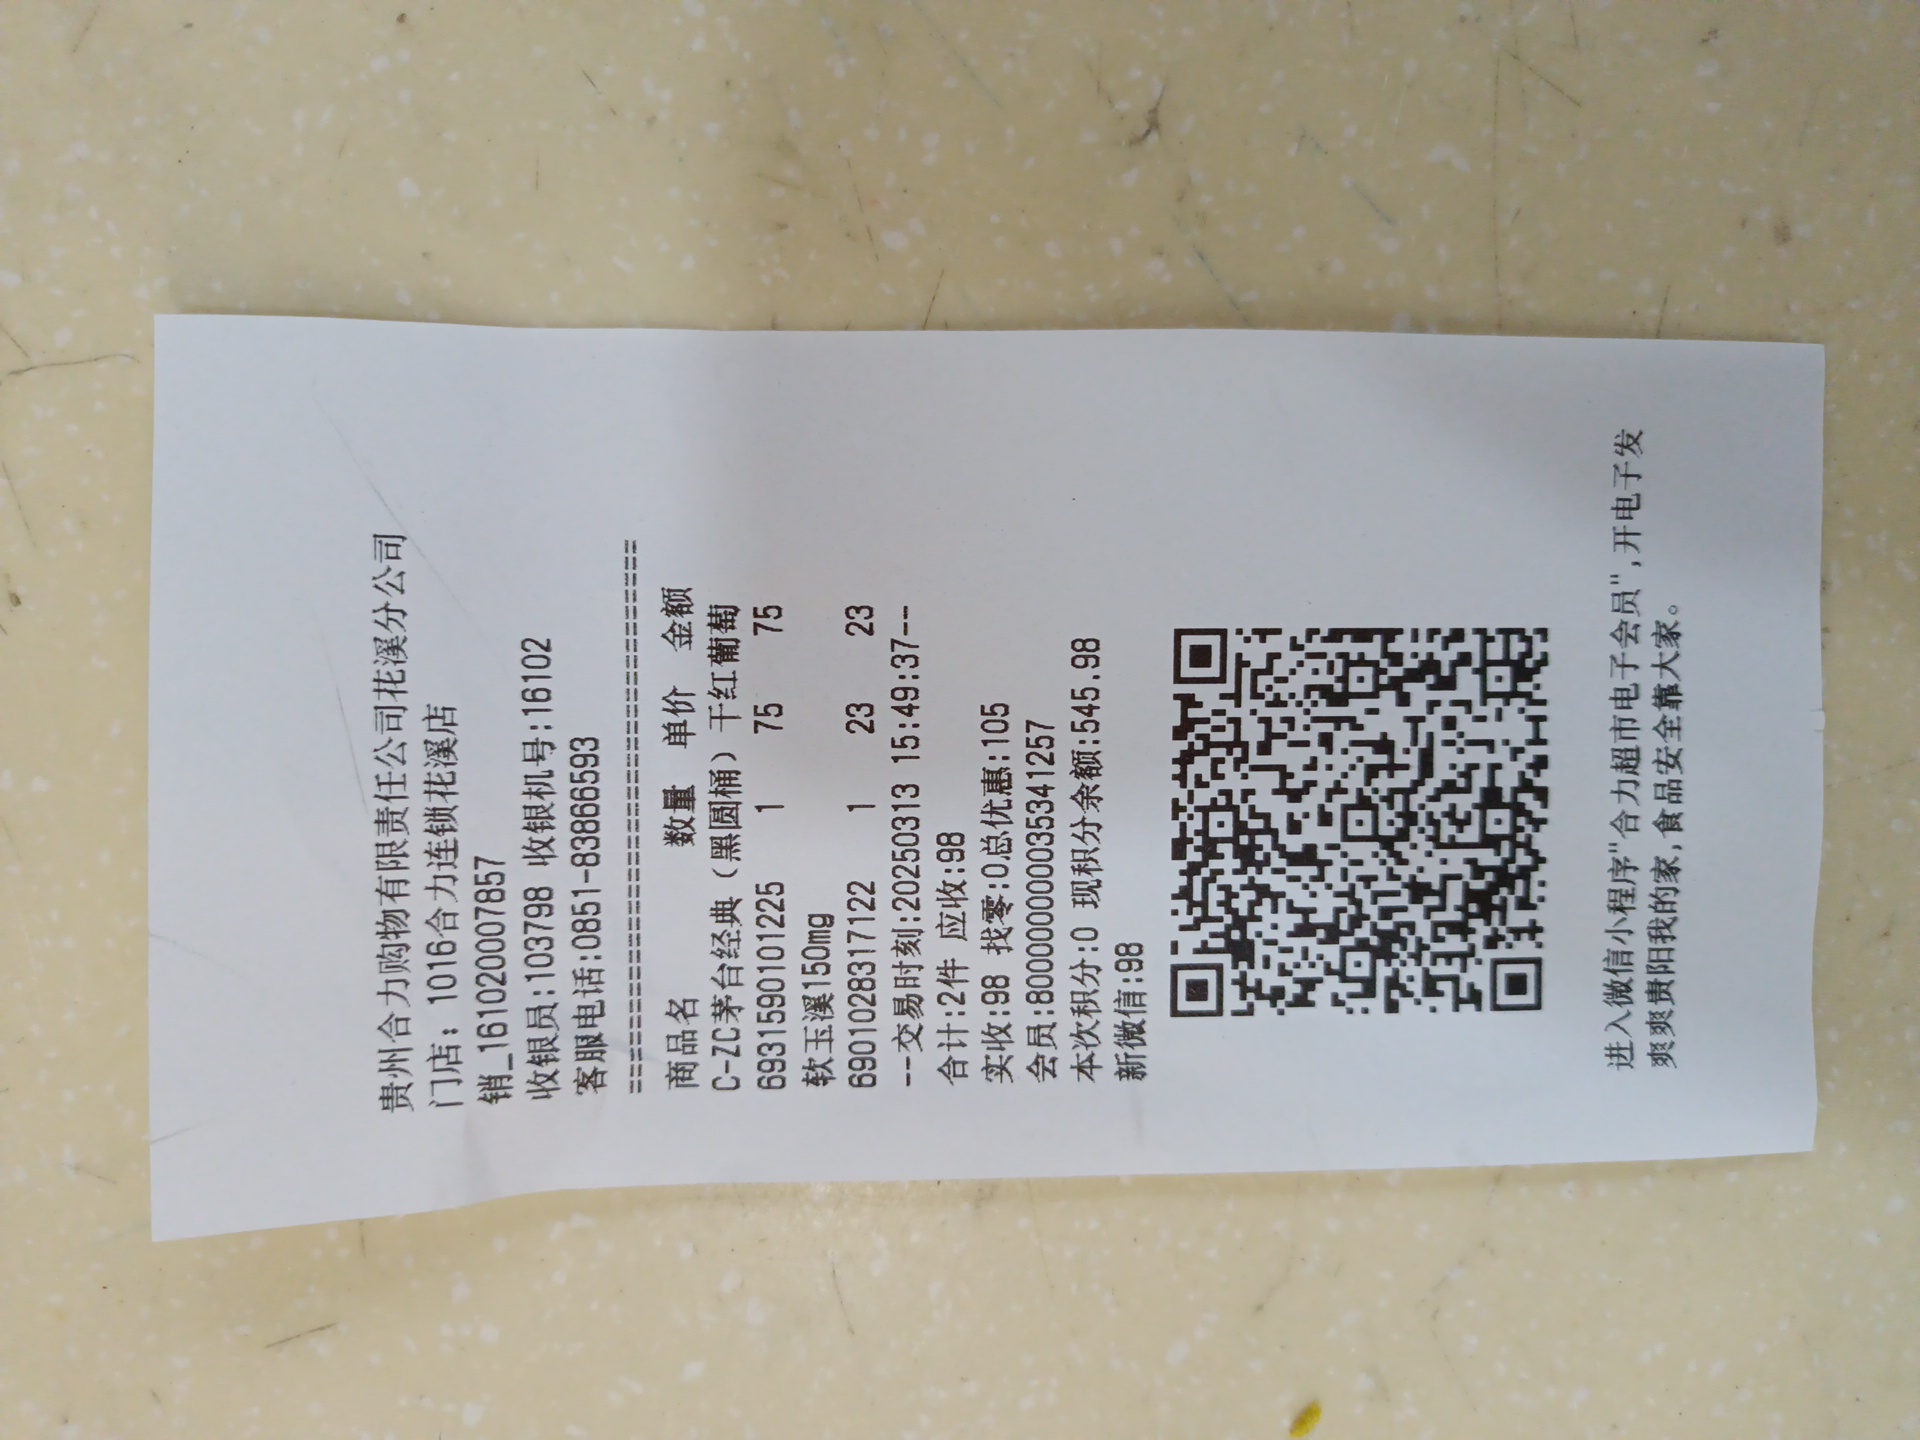 贵州合力购物有限责任公司花溪分公司
门店：1016合力连锁花溪店
销_161020007857
收银员:103798 收银机号:16102
客服电话:0851-83866593
================================
商品名 数量 单价 金额
C-ZC茅台经典（黑圆桶）干红葡萄
6931559010101225 1 75 75
软玉溪150mg
6901028317122 1 23 23
--交易时刻:20250313 15:49:37--
合计:2件 应收:98
实收:98 找零:0总优惠:105
会员:80000000035341257
本次积分:0 现积分余额:545.98
新微信:98
进入微信小程序"合力超市电子会员",开电子发
爽爽贵阳我的家,食品安全靠大家。